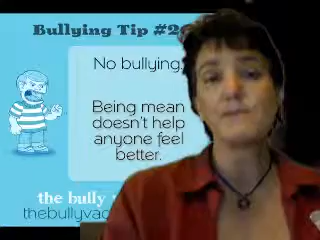 Bullying Tip #2
No bullying.
Being mean
doesn't help
anyone feel
better.
the bully
thebullyvac